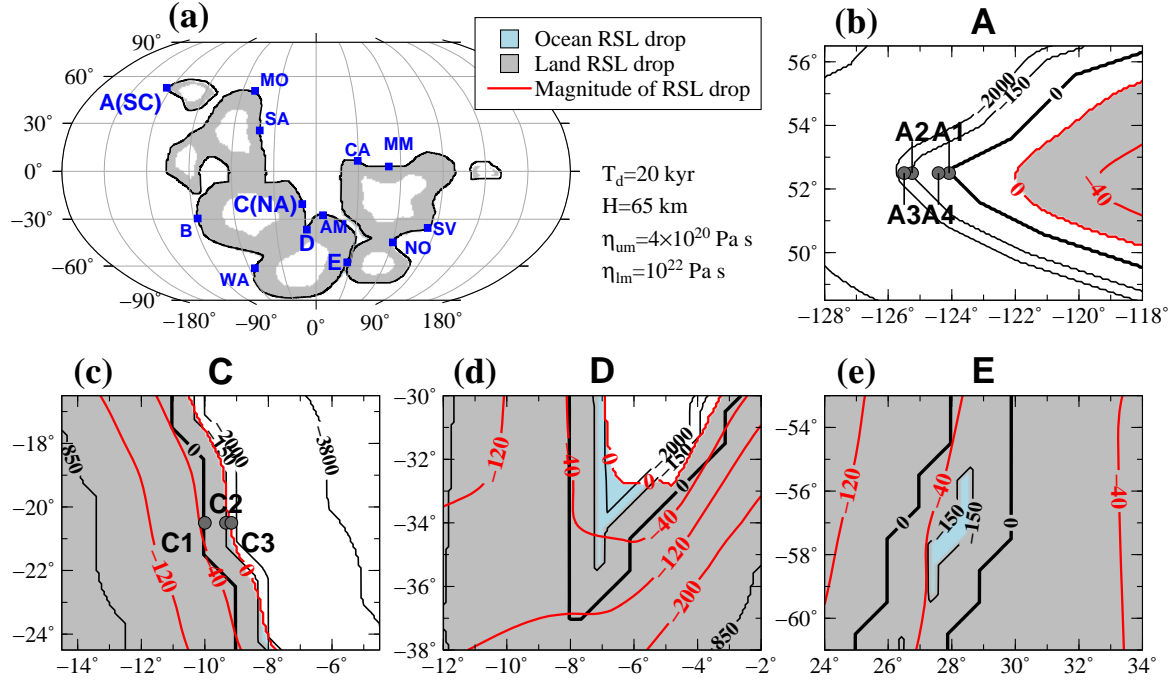 (a)
90°
60°
30°
0°
−30°
−60°
−90°
−180°
−90°
0°
90°
180°
A(SC)
MO
SA
CA
MM
C(NA)
B
D
AM
SV
NO
E
WA
Ocean RSL drop
Land RSL drop
Magnitude of RSL drop
T_d=20 kyr
H=65 km
η_um=4×10^20 Pa s
η_lm=10^22 Pa s
(b) A
56°
54°
52°
50°
−128° −126° −124° −122° −120° −118°
−2000
−150
0
0
−40
A2 A1
A3 A4
(c) C
−18°
−20°
−22°
−24°
−14 −12 −10 −8 −6
−850
0
−2000
−150
−3800
C2
C1 C3
−120
−40
0
(d) D
−30°
−32°
−34°
−36°
−38°
−12 −10 −8 −6 −4 −2
−120
−40
0
0
−2000
−150
0
−40
−120
−200
−850
(e) E
−54°
−56°
−58°
−60°
24 26 28 30 32 34°
−120
0
−40
−150
−150
0
−40